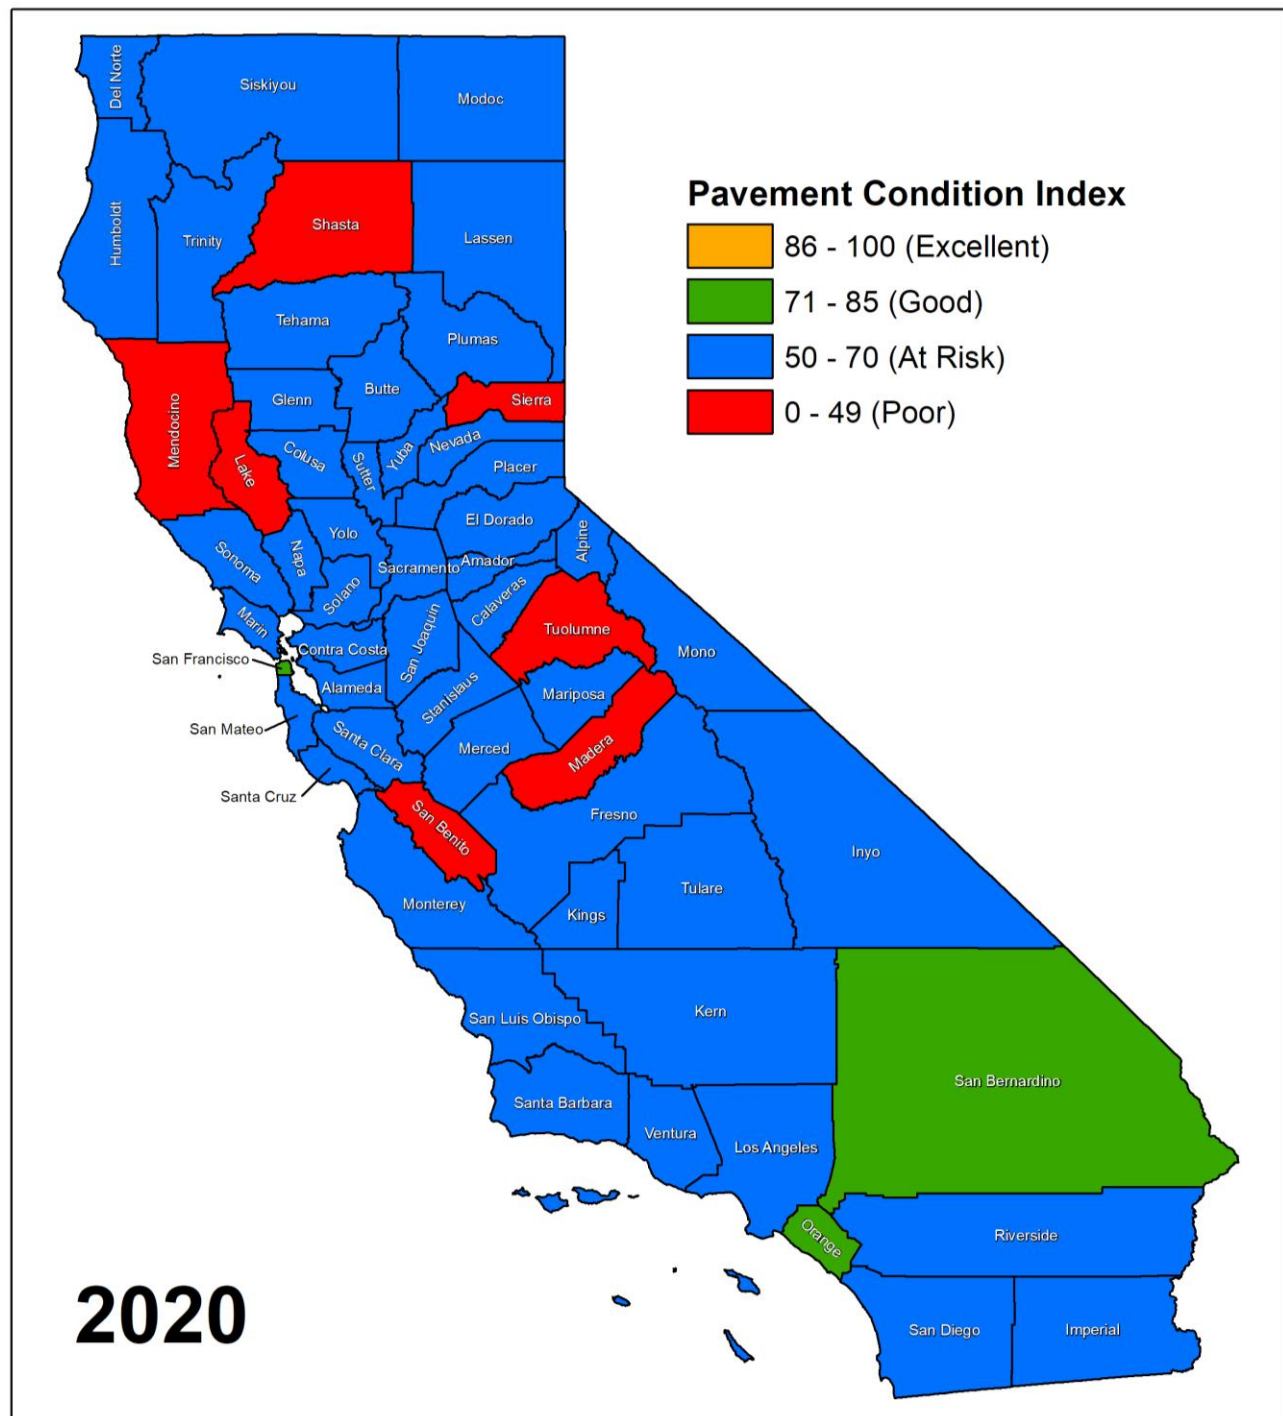 Del Norte
Siskiyou
Modoc
Humboldt
Trinity
Shasta
Lassen
Pavement Condition Index
86 - 100 (Excellent)
71 - 85 (Good)
50 - 70 (At Risk)
0 - 49 (Poor)
Tehama
Plumas
Mendocino
Lake
Glenn
Butte
Sierra
Colusa
Sutter
Yuba
Nevada
Placer
El Dorado
Alpine
Sonoma
Napa
Yolo
Sacramento
Amador
Solano
Calaveras
Marin
Contra Costa
San Joaquin
Tuolumne
Mono
San Francisco
Alameda
Stanislaus
Mariposa
San Mateo
Santa Clara
Merced
Madera
Santa Cruz
San Benito
Fresno
Inyo
Monterey
Kings
Tulare
San Luis Obispo
Kern
San Bernardino
Santa Barbara
Ventura
Los Angeles
Orange
Riverside
San Diego
Imperial
2020